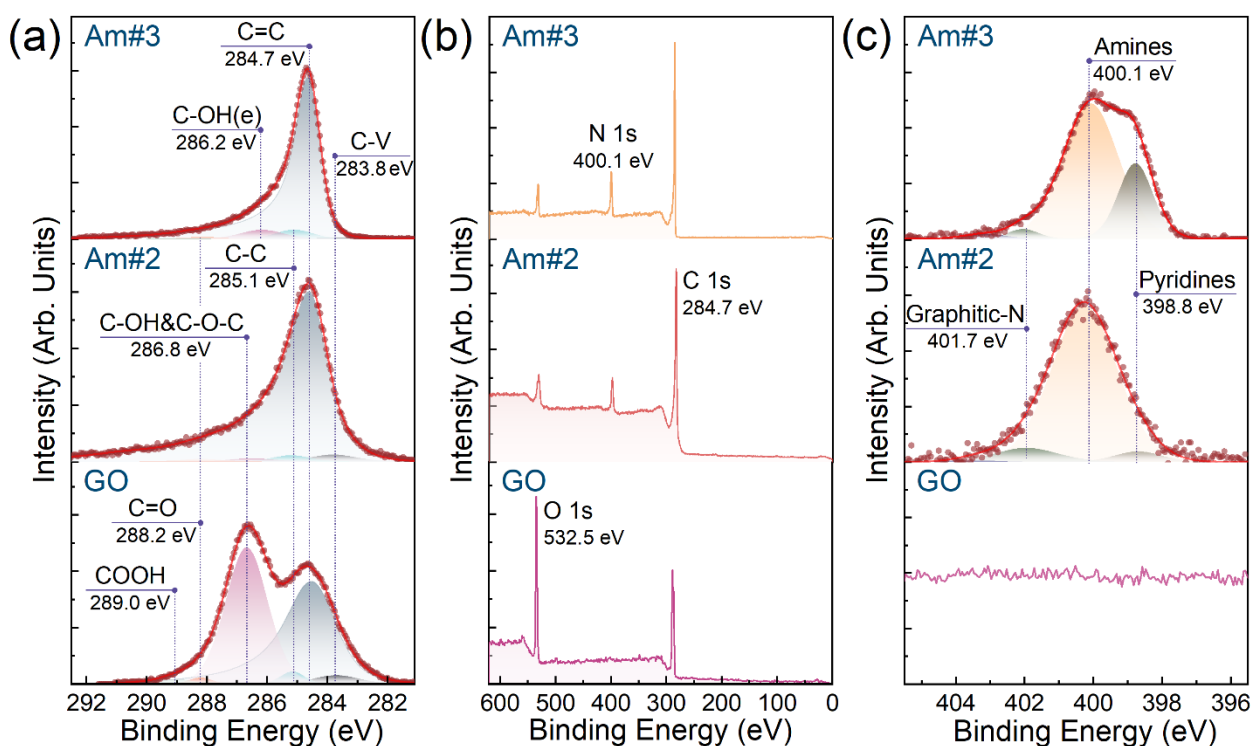 (a)
Am#3
C=C
284.7 eV
C-OH(e)
286.2 eV
C-V
283.8 eV
Am#2
C-C
285.1 eV
C-OH&C-O-C
286.8 eV
GO
C=O
288.2 eV
COOH
289.0 eV
Intensity (Arb. Units)
292 290 288 286 284 282
Binding Energy (eV)
(b)
Am#3
N 1s
400.1 eV
Am#2
C 1s
284.7 eV
GO
O 1s
532.5 eV
Intensity (Arb. Units)
600 500 400 300 200 100 0
Binding Energy (eV)
(c)
Am#3
Amines
400.1 eV
Am#2
Pyridines
398.8 eV
Graphitic-N
401.7 eV
GO
Intensity (Arb. Units)
404 402 400 398 396
Binding Energy (eV)